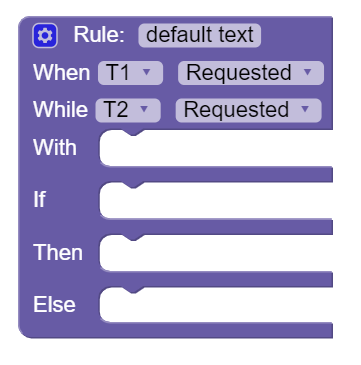 Rule: default text
When T1 Requested
While T2 Requested
With
If
Then
Else